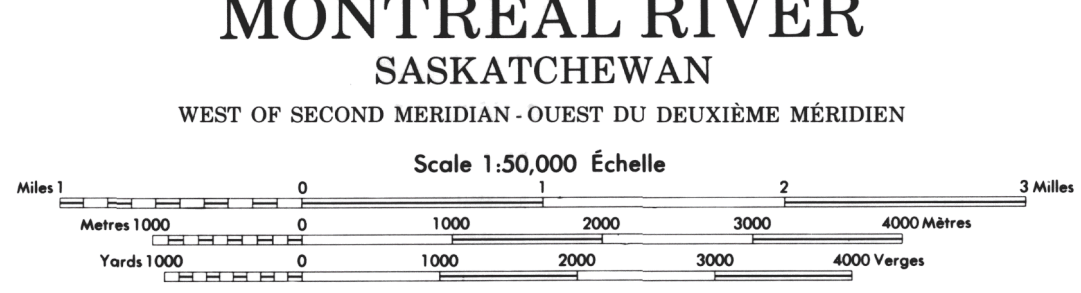 MONTREAL RIVER
SASKATCHEWAN
WEST OF SECOND MERIDIAN - OUEST DU DEUXIÈME MÉRIDIEN
Scale 1:50,000 Échelle
Miles 1 0 1 2 3 Milles
Metres 1000 0 1000 2000 3000 4000 Mètres
Yards 1000 0 1000 2000 3000 4000 Verges